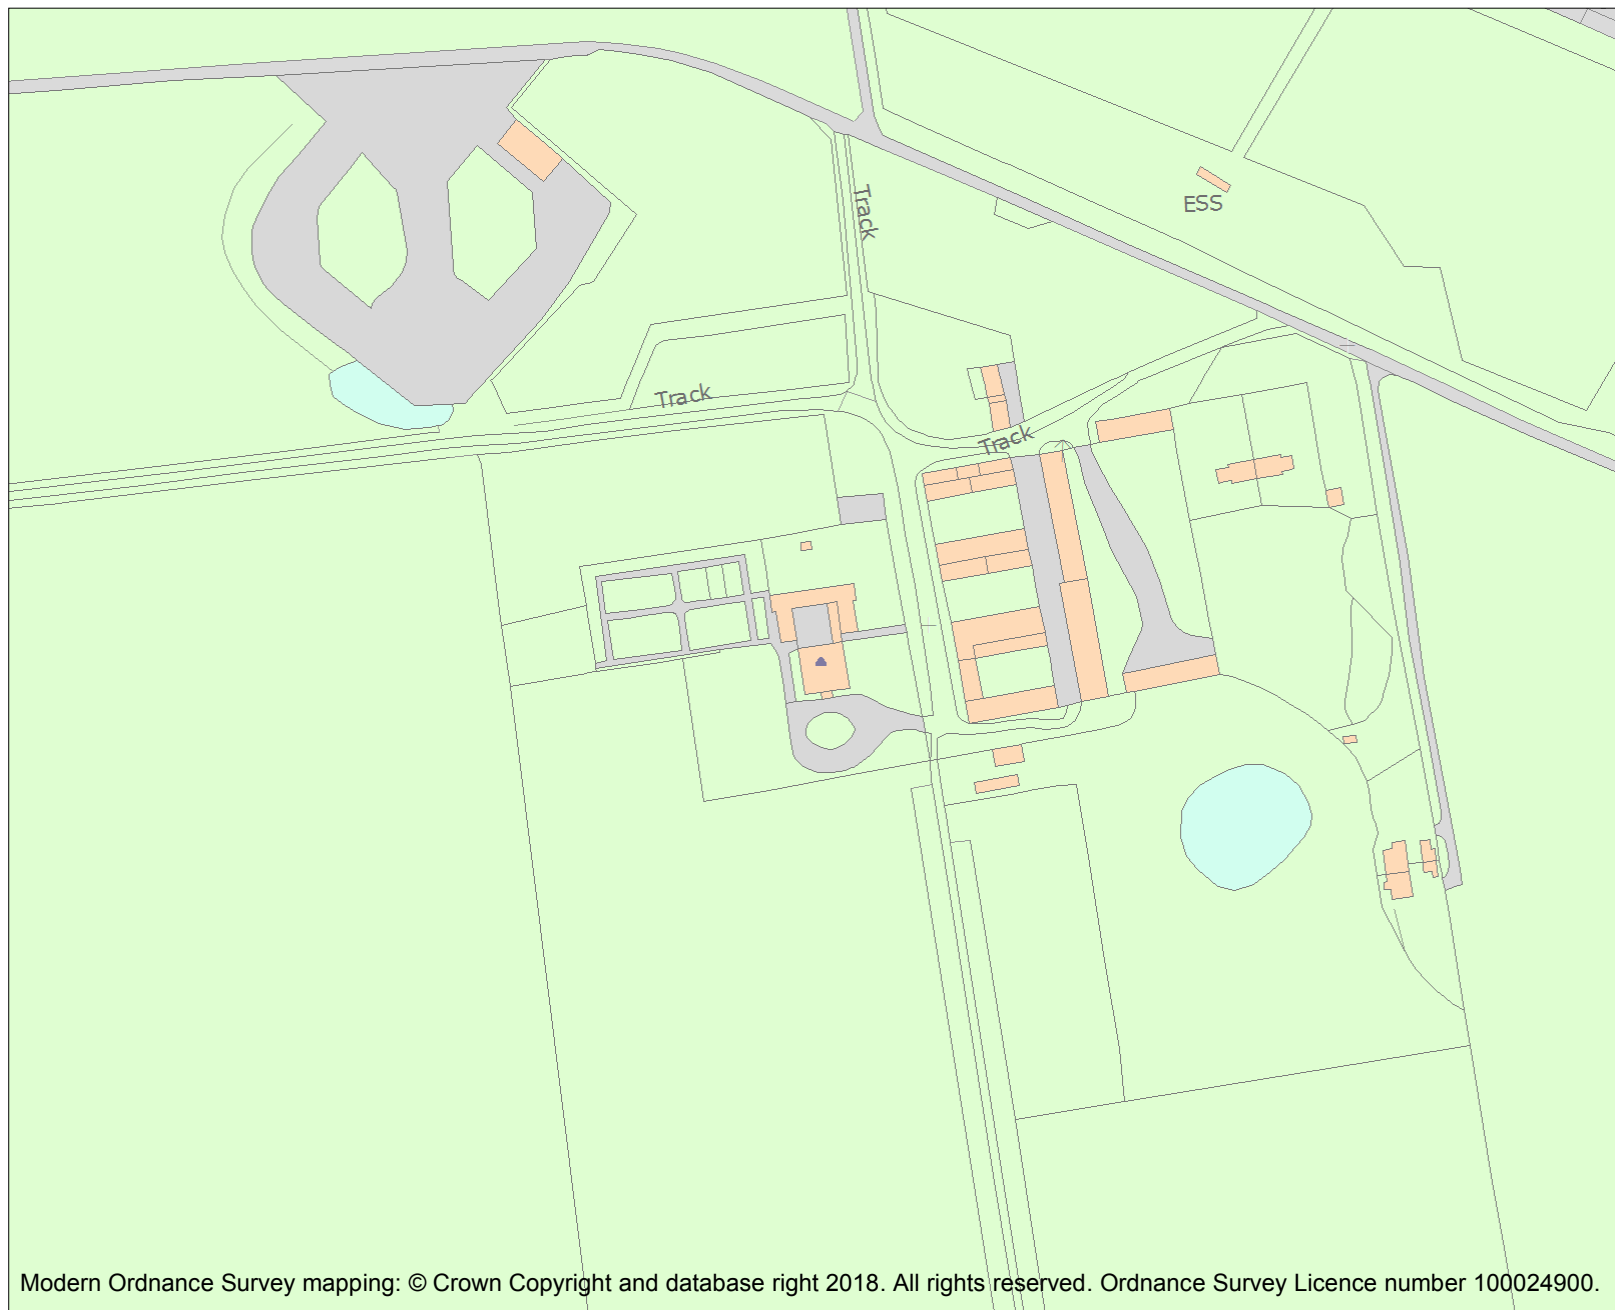 Track
ESS
Track
Track
Modern Ordnance Survey mapping: © Crown Copyright and database right 2018. All rights reserved. Ordnance Survey Licence number 100024900.